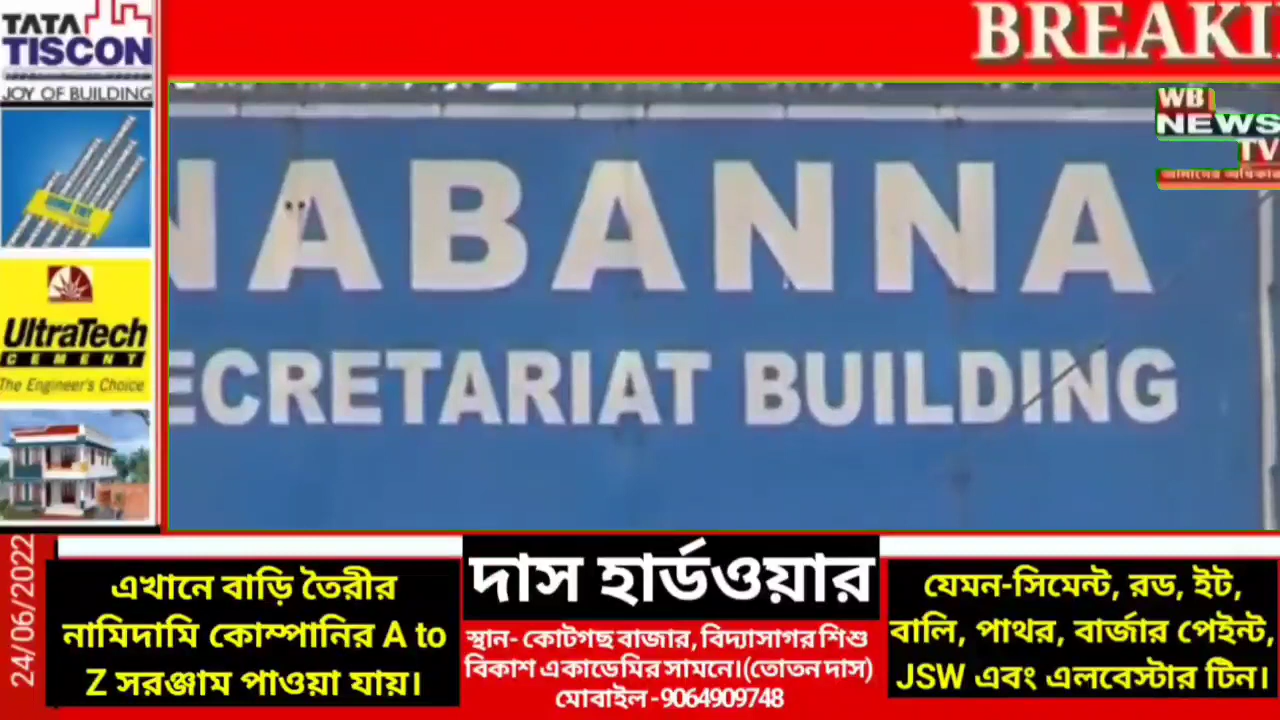 TATA
TISCON
JOY OF BUILDING
BREAKI
WB
NEWS
TV
আমাদের অধিকার
NABANNA
ECRETARIAT BUILDING
UltraTech
CEMENT
The Engineer's Choice
24/06/2022
এখানে বাড়ি তৈরীর
নামিদামি কোম্পানির A to
Z সরঞ্জাম পাওয়া যায়।
দাস হার্ডওয়ার
স্থান- কোটগছ বাজার, বিদ্যাসাগর শিশু
বিকাশ একাডেমির সামনে।(তোতন দাস)
মোবাইল -9064909748
যেমন-সিমেন্ট, রড, ইট,
বালি, পাথর, বার্জার পেইন্ট,
JSW এবং এলবেস্টার টিন।